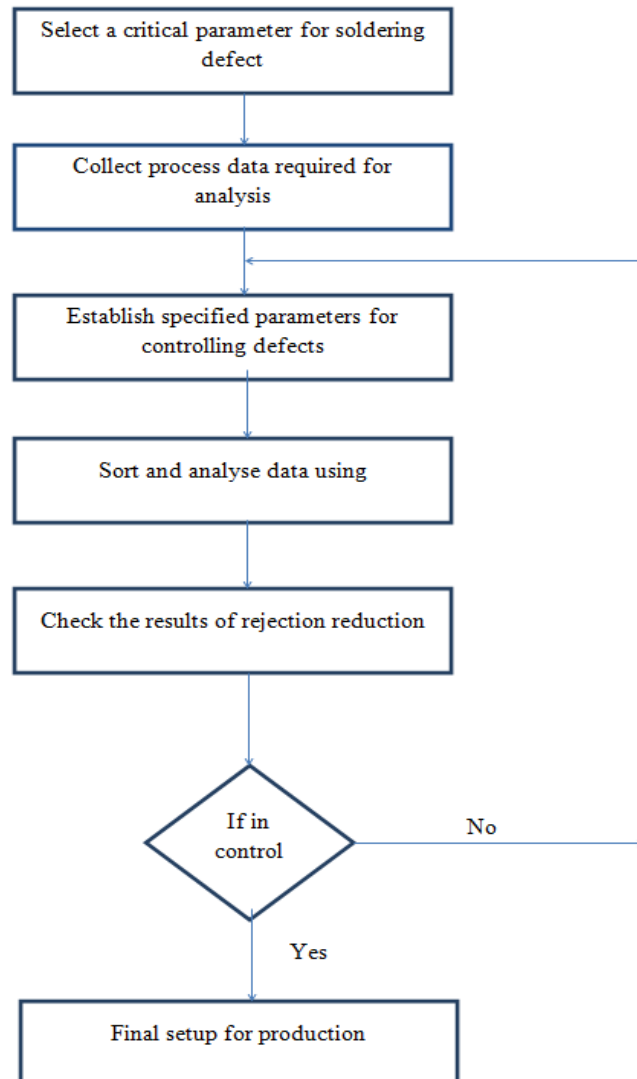 Select a critical parameter for soldering
defect
Collect process data required for
analysis
Establish specified parameters for
controlling defects
Sort and analyse data using
Check the results of rejection reduction
If in
control
No
Yes
Final setup for production